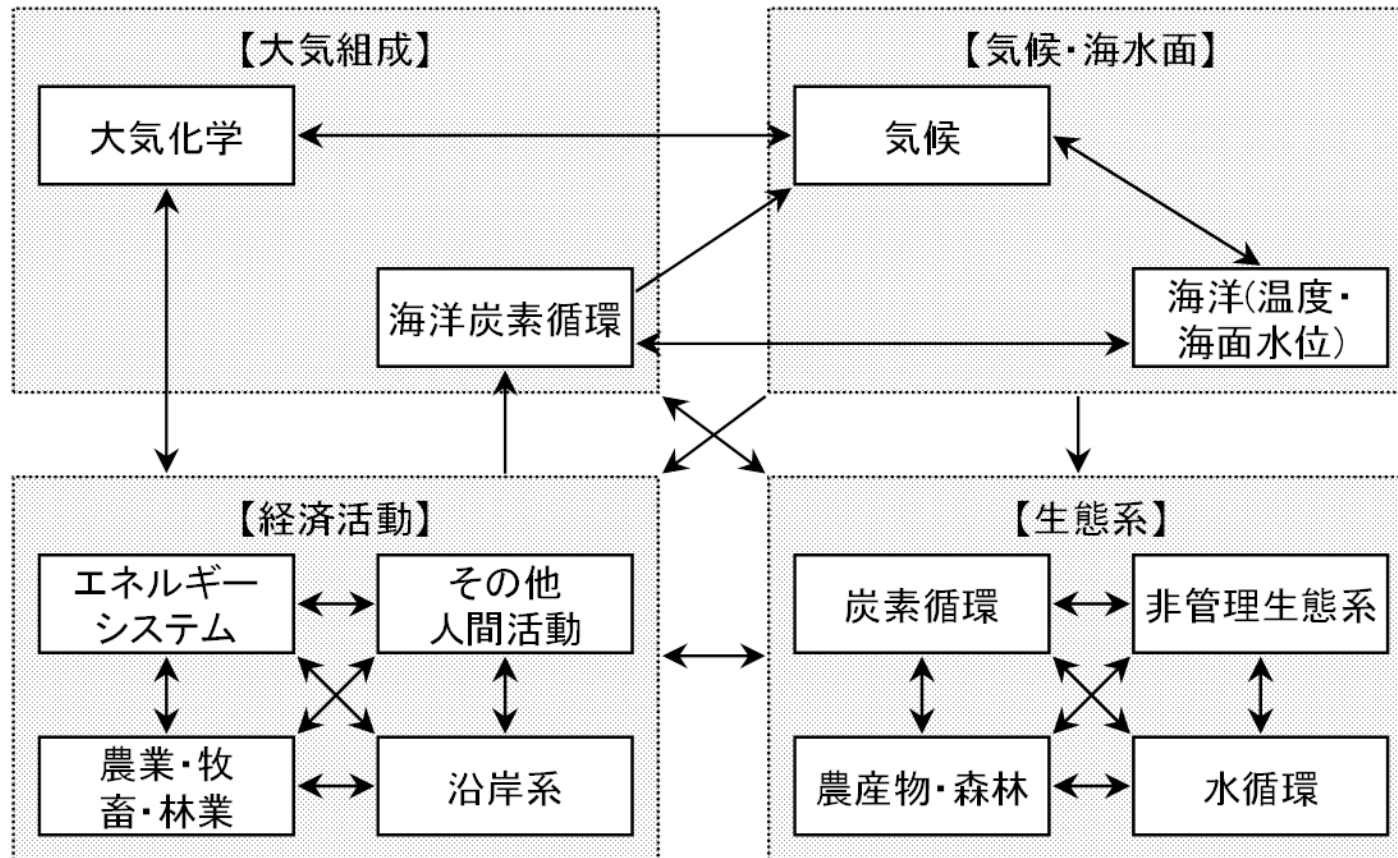 【大気組成】
大気化学
海洋炭素循環
【気候・海水面】
気候
海洋(温度・
海面水位)
【経済活動】
エネルギー
システム
その他
人間活動
農業・牧
畜・林業
沿岸系
【生態系】
炭素循環
非管理生態系
農産物・森林
水循環